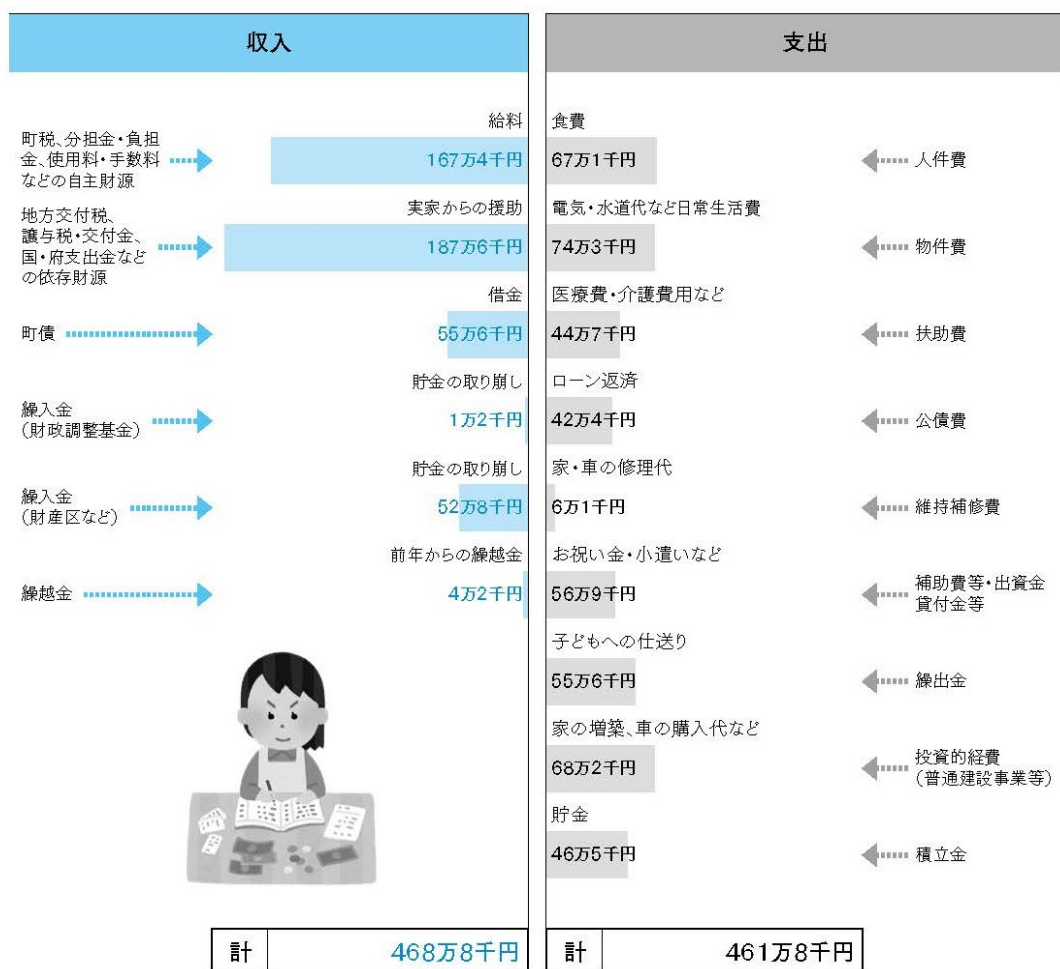 収入
給料
町税、分担金・負担
金、使用料・手数料
などの自主財源
167万4千円
実家からの援助
地方交付税、
譲与税・交付金、
国・府支出金など
の依存財源
187万6千円
借金
町債
55万6千円
貯金の取り崩し
繰入金
(財政調整基金)
1万2千円
貯金の取り崩し
繰入金
(財産区など)
52万8千円
前年からの繰越金
繰越金
4万2千円
計
468万8千円
支出
食費
67万1千円
人件費
電気・水道代など日常生活費
74万3千円
物件費
医療費・介護費用など
44万7千円
扶助費
ローン返済
42万4千円
公債費
家・車の修理代
6万1千円
維持補修費
お祝い金・小遣いなど
56万9千円
補助費等・出資金
貸付金等
子どもへの仕送り
55万6千円
繰出金
家の増築、車の購入代など
68万2千円
投資的経費
(普通建設事業等)
貯金
46万5千円
積立金
計
461万8千円